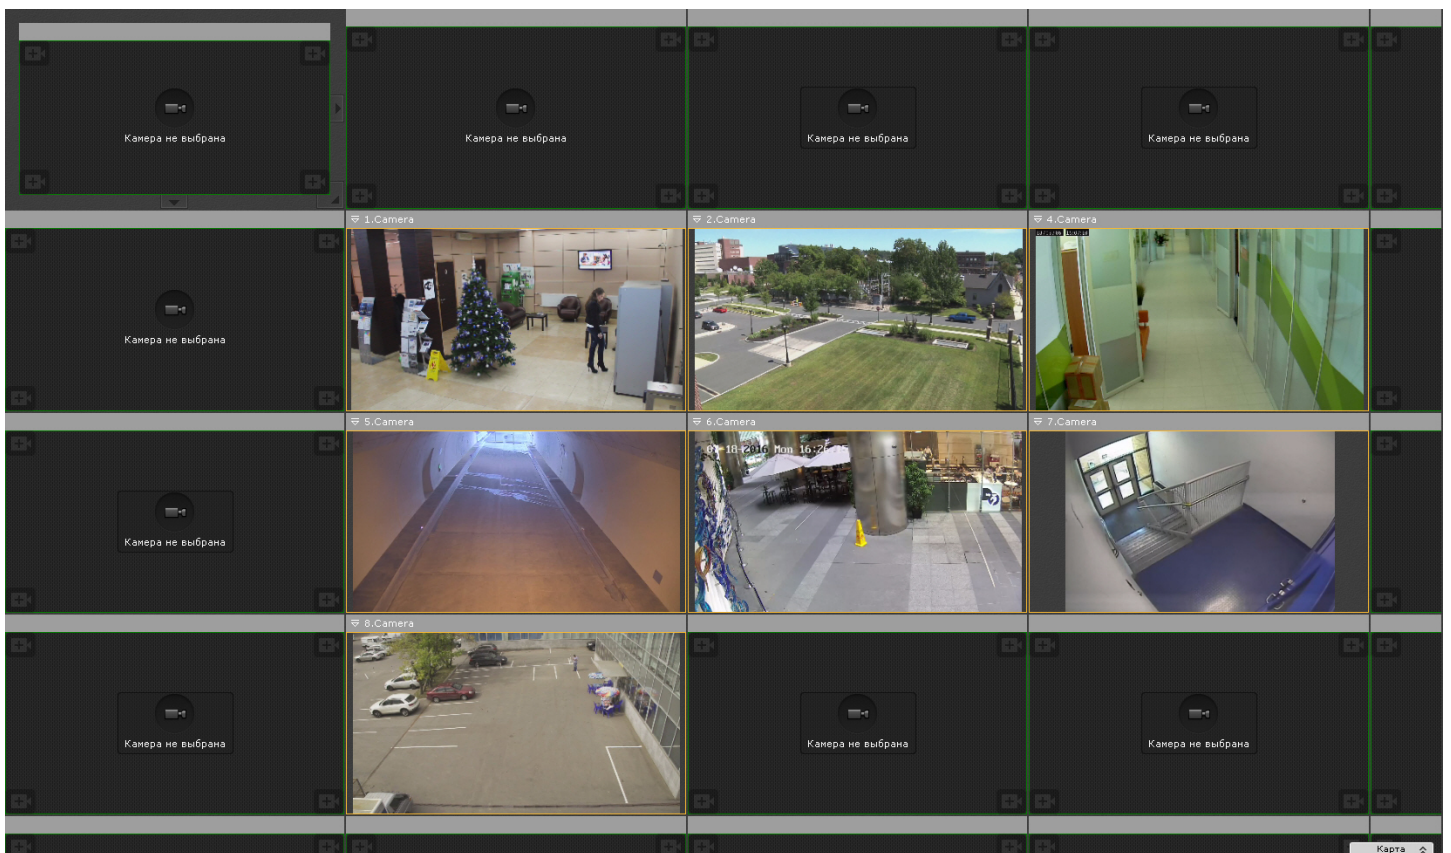 Камера не выбрана
Камера не выбрана
Камера не выбрана
Камера не выбрана
1.Camera
2.Camera
4.Camera
Камера не выбрана
5.Camera
6.Camera
7.Camera
Камера не выбрана
8.Camera
Камера не выбрана
Камера не выбрана
Камера не выбрана
Карта